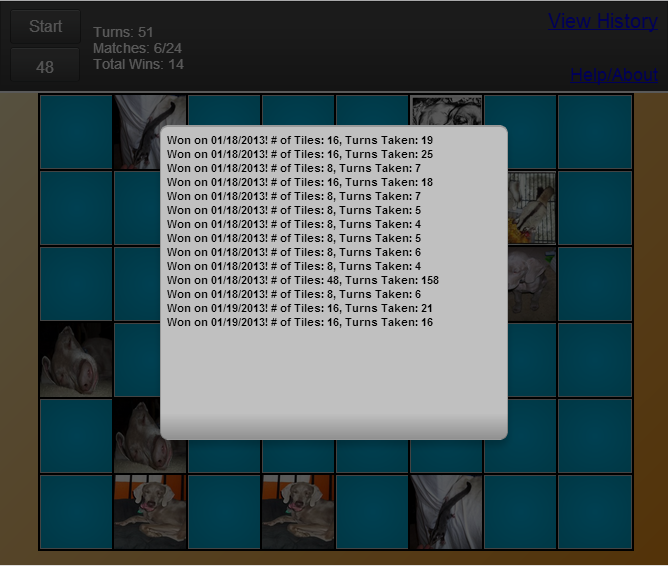 Start
48
Turns: 51
Matches: 6/24
Total Wins: 14
View History
Help/About
Won on 01/18/2013! # of Tiles: 16, Turns Taken: 19
Won on 01/18/2013! # of Tiles: 16, Turns Taken: 25
Won on 01/18/2013! # of Tiles: 8, Turns Taken: 7
Won on 01/18/2013! # of Tiles: 16, Turns Taken: 18
Won on 01/18/2013! # of Tiles: 8, Turns Taken: 7
Won on 01/18/2013! # of Tiles: 8, Turns Taken: 5
Won on 01/18/2013! # of Tiles: 8, Turns Taken: 4
Won on 01/18/2013! # of Tiles: 8, Turns Taken: 5
Won on 01/18/2013! # of Tiles: 8, Turns Taken: 6
Won on 01/18/2013! # of Tiles: 8, Turns Taken: 4
Won on 01/18/2013! # of Tiles: 48, Turns Taken: 158
Won on 01/18/2013! # of Tiles: 8, Turns Taken: 6
Won on 01/19/2013! # of Tiles: 16, Turns Taken: 21
Won on 01/19/2013! # of Tiles: 16, Turns Taken: 16